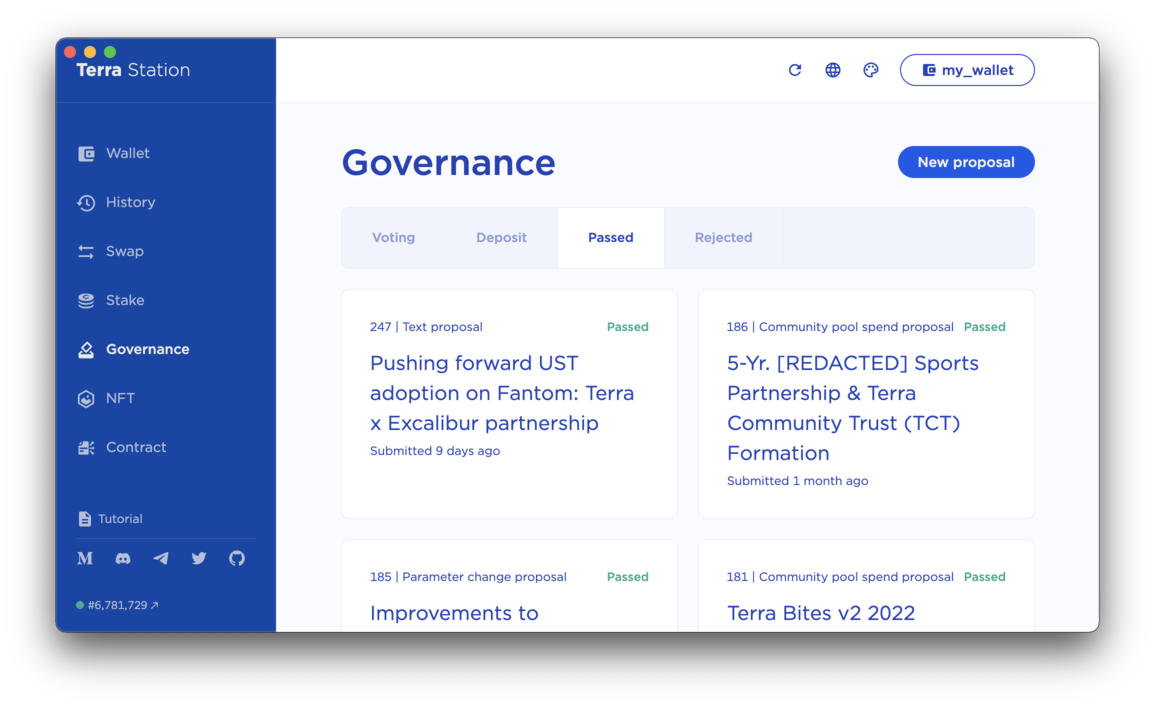 Terra Station
my_wallet
Wallet
History
Swap
Stake
Governance
NFT
Contract
Tutorial
#6,781,729
Governance
New proposal
Voting
Deposit
Passed
Rejected
247 | Text proposal
Passed
Pushing forward UST
adoption on Fantom: Terra
x Excalibur partnership
Submitted 9 days ago
186 | Community pool spend proposal
Passed
5-Yr. [REDACTED] Sports
Partnership & Terra
Community Trust (TCT)
Formation
Submitted 1 month ago
185 | Parameter change proposal
Passed
Improvements to
181 | Community pool spend proposal
Passed
Terra Bites v2 2022